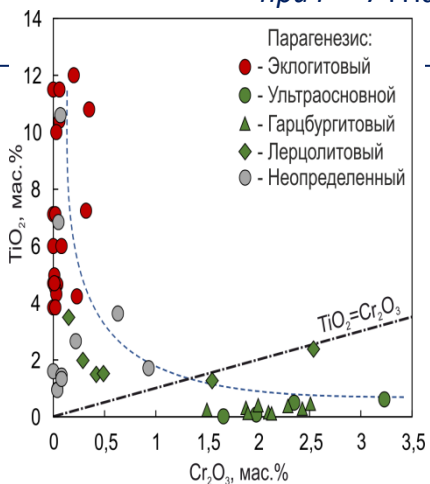 Парагенезис:
- Эклогитовый
- Ультраосновной
- Гарцбургитовый
- Лерцолитовый
- Неопределенный
TiO₂, мас.%
14
12
10
8
6
4
2
0
TiO₂=Cr₂O₃
0 0,5 1 1,5 2 2,5 3 3,5
Cr₂O₃, мас.%